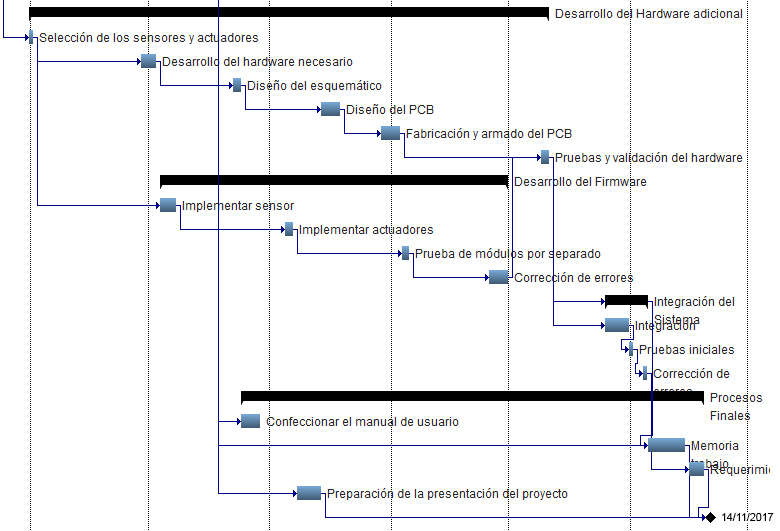 Desarrollo del Hardware adicional
Selección de los sensores y actuadores
Desarrollo del hardware necesario
Diseño del esquemático
Diseño del PCB
Fabricación y armado del PCB
Pruebas y validación del hardware
Desarrollo del Firmware
Implementar sensor
Implementar actuadores
Prueba de módulos por separado
Corrección de errores
Integración del
Sistema
Integración
Pruebas iniciales
Corrección de
errores
Procesos
Finales
Confeccionar el manual de usuario
Memoria
trabajo
Preparación de la presentación del proyecto
14/11/2017